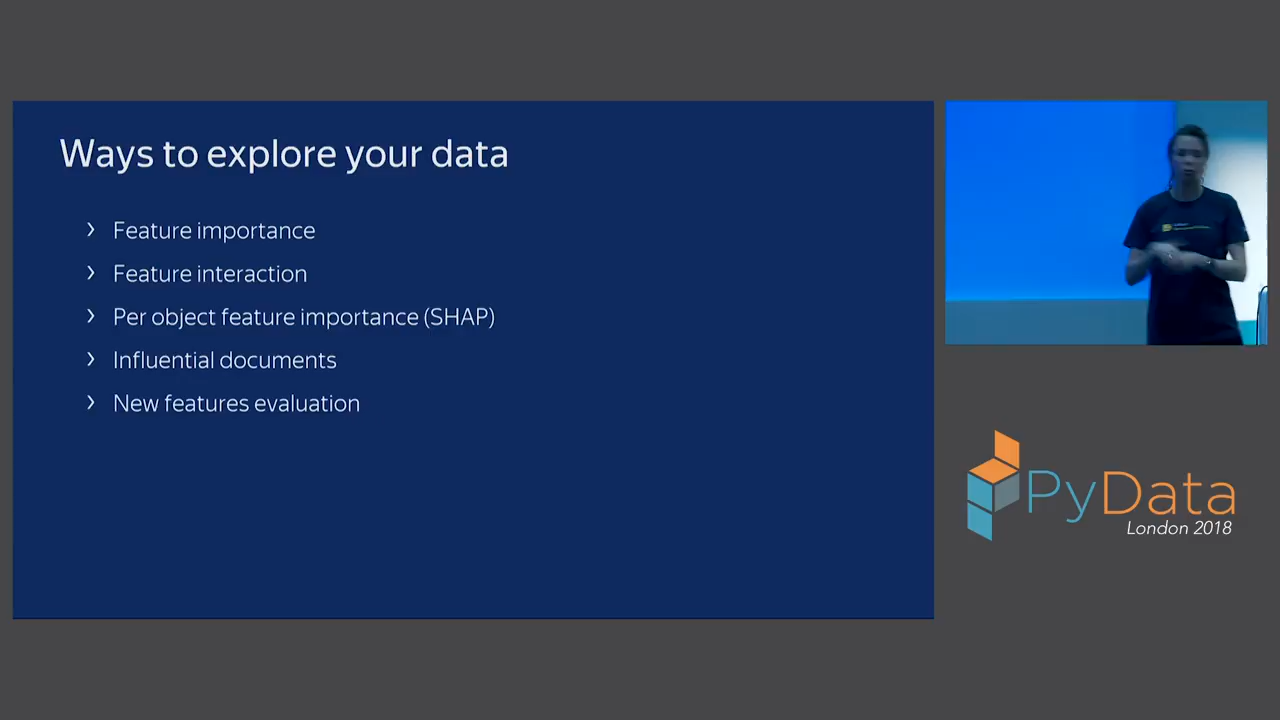 Ways to explore your data
› Feature importance
› Feature interaction
› Per object feature importance (SHAP)
› Influential documents
› New features evaluation
PyData
London 2018